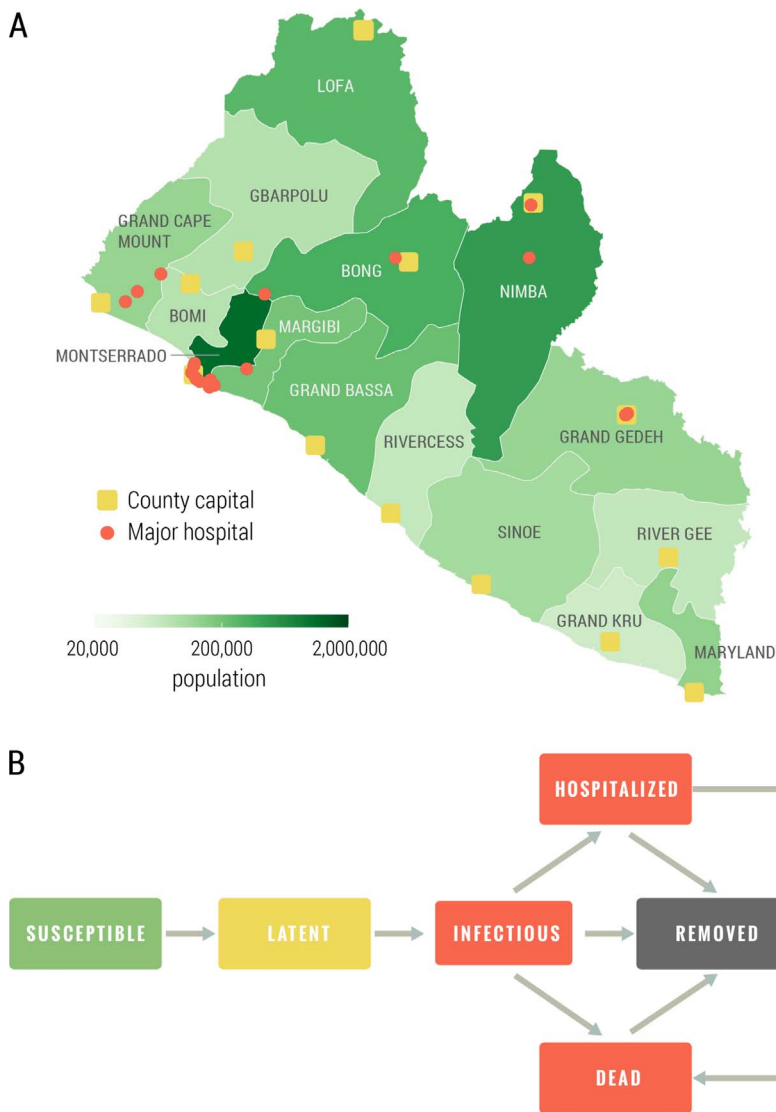 A
LOFA
GBARPOLU
GRAND CAPE
MOUNT
BONG
NIMBA
BOMI
MARGIBI
MONTSERRADO
GRAND BASSA
RIVERCESS
GRAND GEDEH
County capital
Major hospital
SINOE
RIVER GEE
GRAND KRU
MARYLAND
20,000 200,000 2,000,000
population
B
HOSPITALIZED
SUSCEPTIBLE LATENT INFECTIOUS REMOVED
DEAD